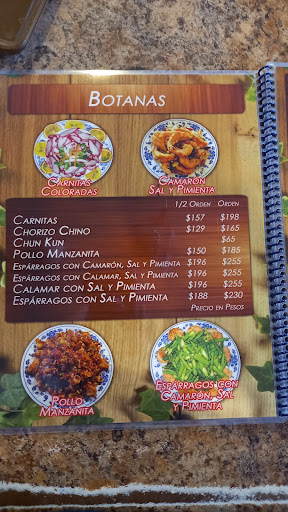 BOTANAS
CARNITAS
COLORADAS
CAMARÓN
SAL Y PIMIENTA
1/2 ORDEN ORDEN
CARNITAS $157 $198
CHORIZO CHINO $129 $165
CHUN KUN $65
POLLO MANZANITA $150 $185
ESPÁRRAGOS CON CAMARÓN, SAL Y PIMIENTA $196 $255
ESPÁRRAGOS CON CALAMAR, SAL Y PIMIENTA $196 $255
CALAMAR CON SAL Y PIMIENTA $196 $255
ESPÁRRAGOS CON SAL Y PIMIENTA $188 $230
PRECIO EN PESOS
POLLO
MANZANITA
ESPÁRRAGOS CON
CAMARÓN, SAL
Y PIMIENTA